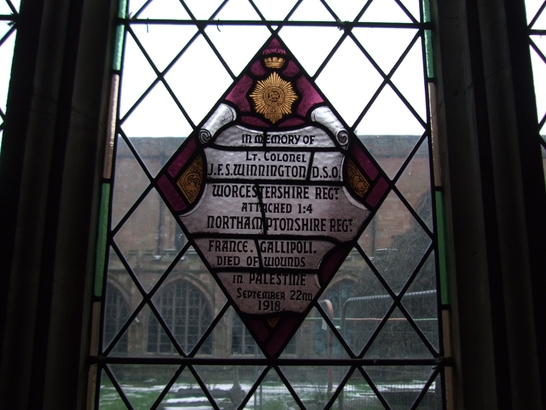 IN MEMORY OF
LT. COLONEL
J.F.S. WINNINGTON D.S.O.
WORCESTERSHIRE REGT
ATTACHED 1:4
NORTHAMPTONSHIRE REGT
FRANCE. GALLIPOLI.
DIED OF WOUNDS
IN PALESTINE
SEPTEMBER 22ND
1918